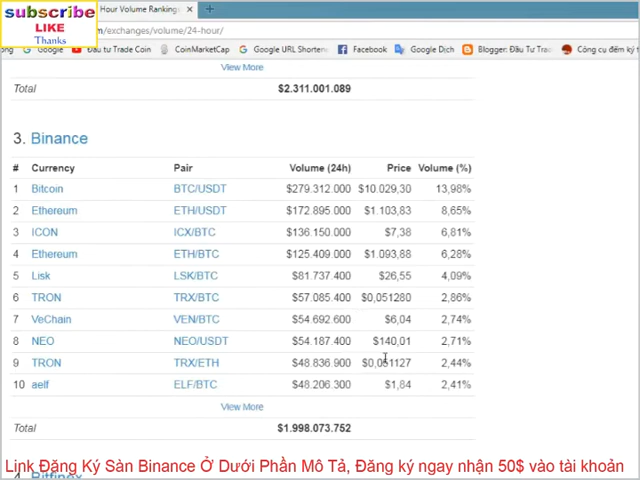 subscribe
LIKE
Thanks
Hour Volume Rankings
m/exchanges/volume/24-hour/
Google
Đầu tư Trade Coin
CoinMarketCap
Google URL Shortene
Facebook
Google Dịch
Blogger: Đầu Tư Trad
Công cụ đếm ký t
View More
Total $2.311.001.089
3. Binance
# Currency Pair Volume (24h) Price Volume (%)
1 Bitcoin BTC/USDT $279.312.000 $10.029,30 13,98%
2 Ethereum ETH/USDT $172.895.000 $1.103,83 8,65%
3 ICON ICX/BTC $136.150.000 $7,38 6,81%
4 Ethereum ETH/BTC $125.409.000 $1.093,88 6,28%
5 Lisk LSK/BTC $81.737.400 $26,55 4,09%
6 TRON TRX/BTC $57.085.400 $0,051280 2,86%
7 VeChain VEN/BTC $54.692.600 $6,04 2,74%
8 NEO NEO/USDT $54.187.400 $140,01 2,71%
9 TRON TRX/ETH $48.836.900 $0,051127 2,44%
10 aelf ELF/BTC $48.206.300 $1,84 2,41%
View More
Total $1.998.073.752
4. Bitfinex
Link Đăng Ký Sàn Binance Ở Dưới Phần Mô Tả, Đăng ký ngay nhận 50$ vào tài khoản